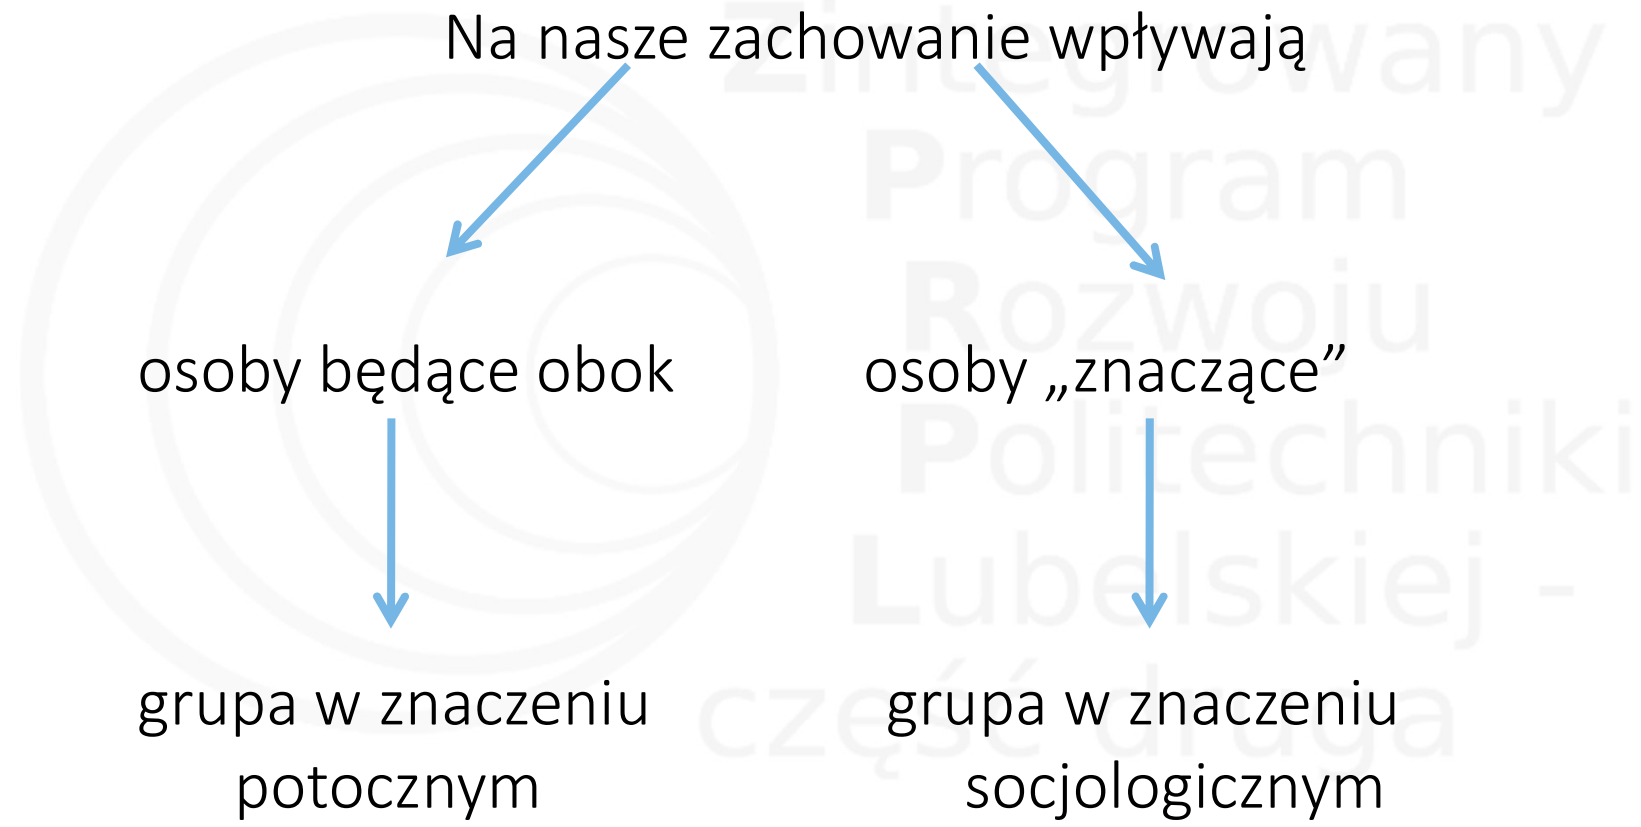 Na nasze zachowanie wpływają
osoby będące obok
osoby „znaczące”
grupa w znaczeniu
potocznym
grupa w znaczeniu
socjologicznym
Zintegrowany
Program
Rozwoju
Politechniki
Lubelskiej -
część druga